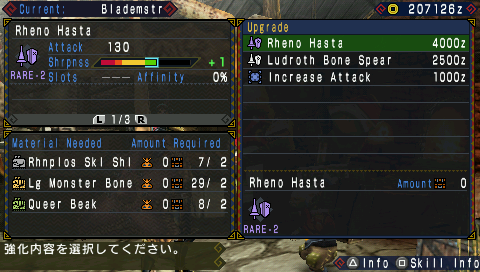 Current: Blademstr
207126z
Rheno Hasta
Attack 130
Shrpnss +1
RARE-2 Slots --- Affinity 0%
L 1/3 R
Material Needed Amount Required
Rhnplos Skl Shl 0 7/ 2
Lg Monster Bone 0 29/ 2
Queer Beak 0 8/ 2
Upgrade
Rheno Hasta 4000z
Ludroth Bone Spear 2500z
Increase Attack 1000z
Rheno Hasta Amount 0
RARE-2
強化内容を選択してください。
△ Info □ Skill Info